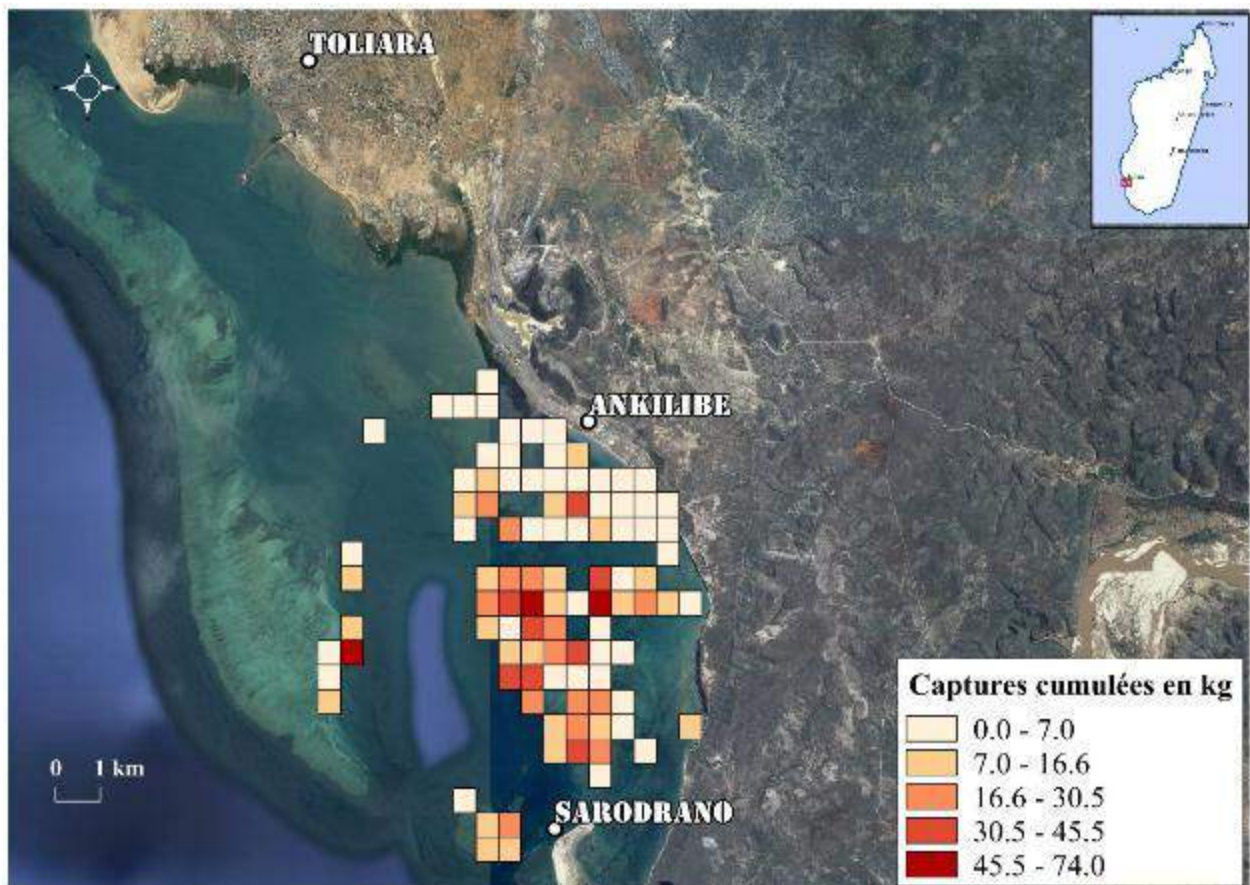 TOLIARA
ANKILIBE
SARODRANO
0 1 km
Captures cumulées en kg
0.0 - 7.0
7.0 - 16.6
16.6 - 30.5
30.5 - 45.5
45.5 - 74.0